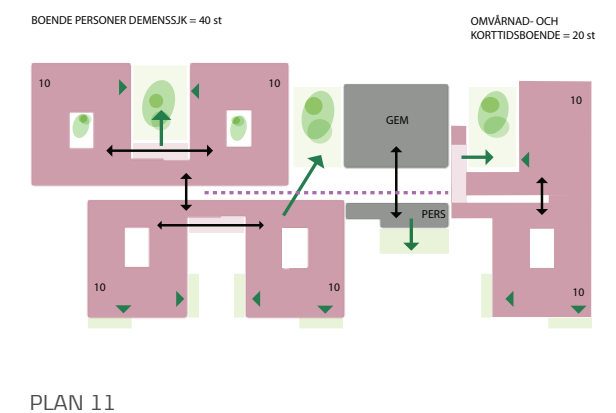 BOENDE PERSONER DEMENSSJK = 40 st
OMVÅRNAD- OCH
KORTTIDSBOENDE = 20 st
10
10
10
GEM
PERS
10
10
10
PLAN 11